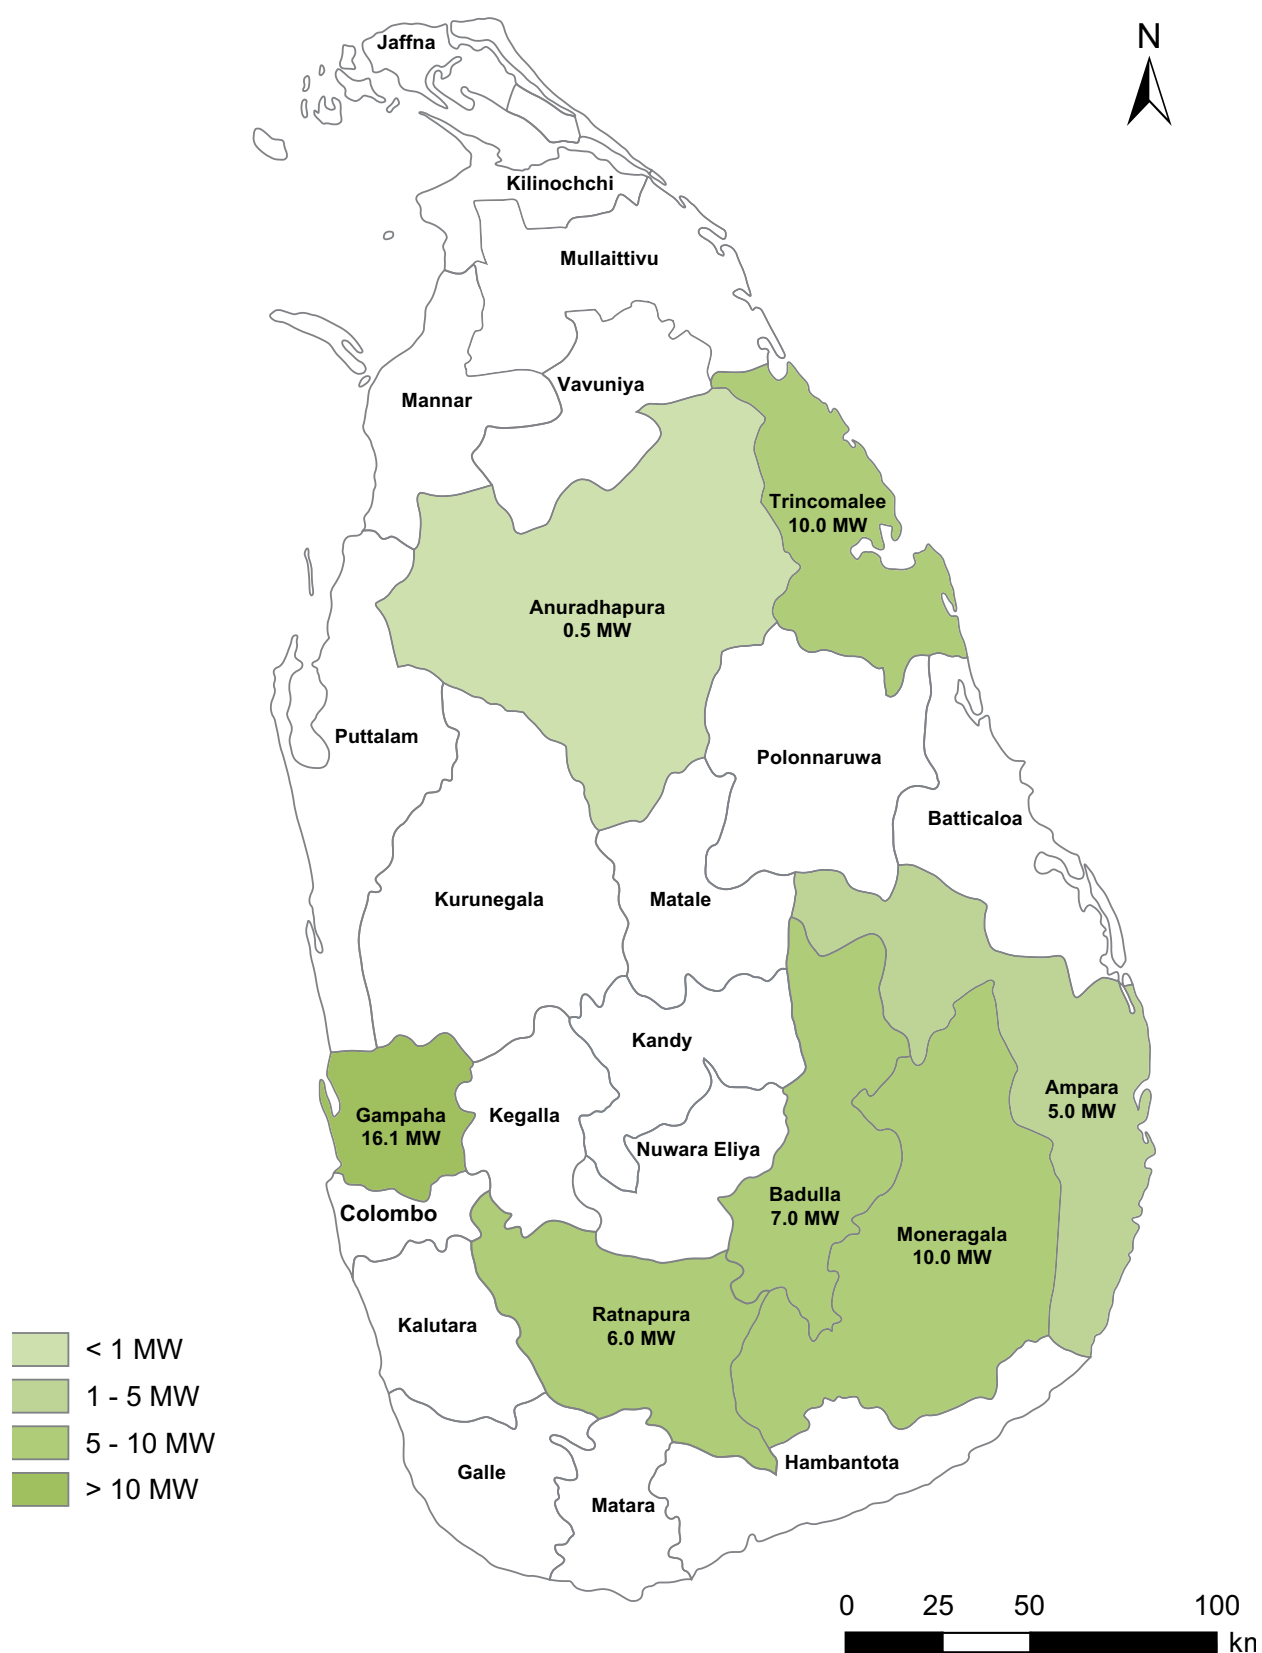 Jaffna
N
Kilinochchi
Mullaittivu
Vavuniya
Mannar
Trincomalee
10.0 MW
Anuradhapura
0.5 MW
Puttalam
Polonnaruwa
Batticaloa
Kurunegala
Matale
Kandy
Ampara
5.0 MW
Gampaha
16.1 MW
Kegalla
Nuwara Eliya
Badulla
7.0 MW
Colombo
Moneragala
10.0 MW
Ratnapura
6.0 MW
Kalutara
< 1 MW
1 - 5 MW
5 - 10 MW
> 10 MW
Hambantota
Galle
Matara
0 25 50 100
km